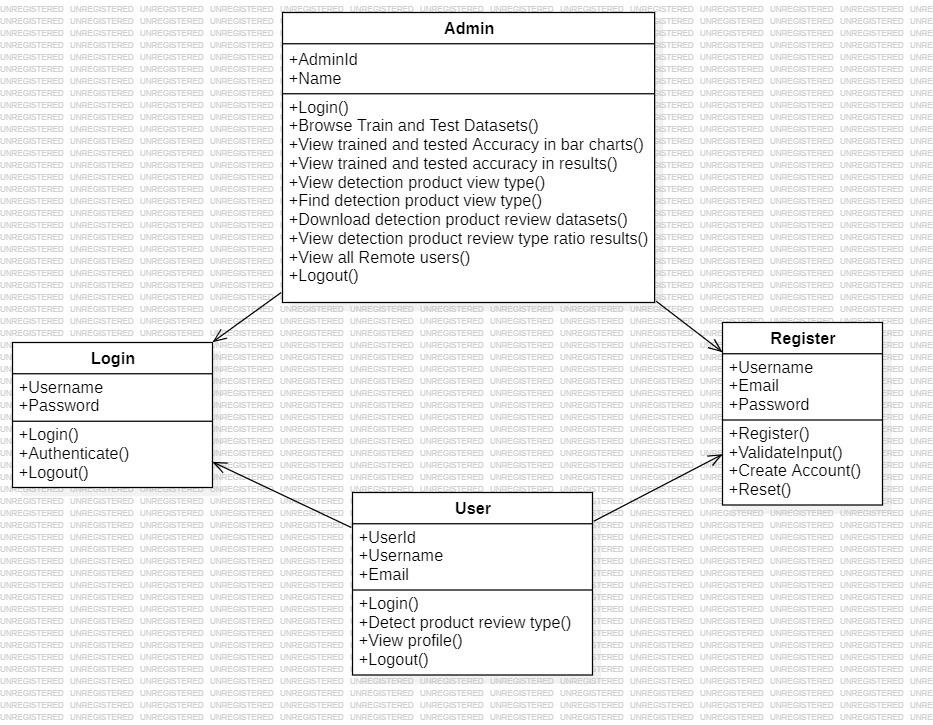 Admin
+AdminId
+Name
+Login()
+Browse Train and Test Datasets()
+View trained and tested Accuracy in bar charts()
+View trained and tested accuracy in results()
+View detection product view type()
+Find detection product view type()
+Download detection product review datasets()
+View detection product review type ratio results()
+View all Remote users()
+Logout()
Login
+Username
+Password
+Login()
+Authenticate()
+Logout()
Register
+Username
+Email
+Password
+Register()
+ValidateInput()
+Create Account()
+Reset()
User
+UserId
+Username
+Email
+Login()
+Detect product review type()
+View profile()
+Logout()
UNREGISTERED